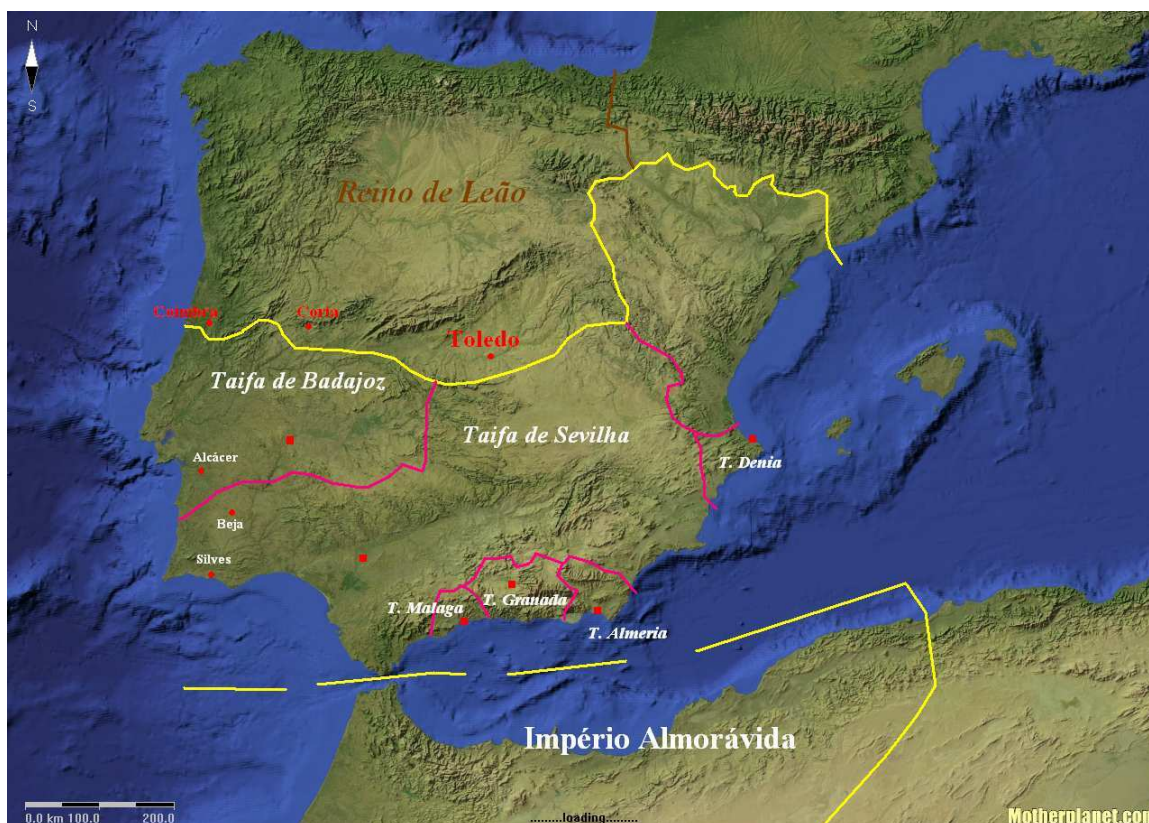 N
S
Reino de Leão
Coimbra
Coria
Toledo
Taifa de Badajoz
Taifa de Sevilha
Alcácer
T. Denia
Beja
Silves
T. Malaga
T. Granada
T. Almeria
Império Almorávida
0.0 km 100.0 200.0
.........loading.........
Motherplanet.com